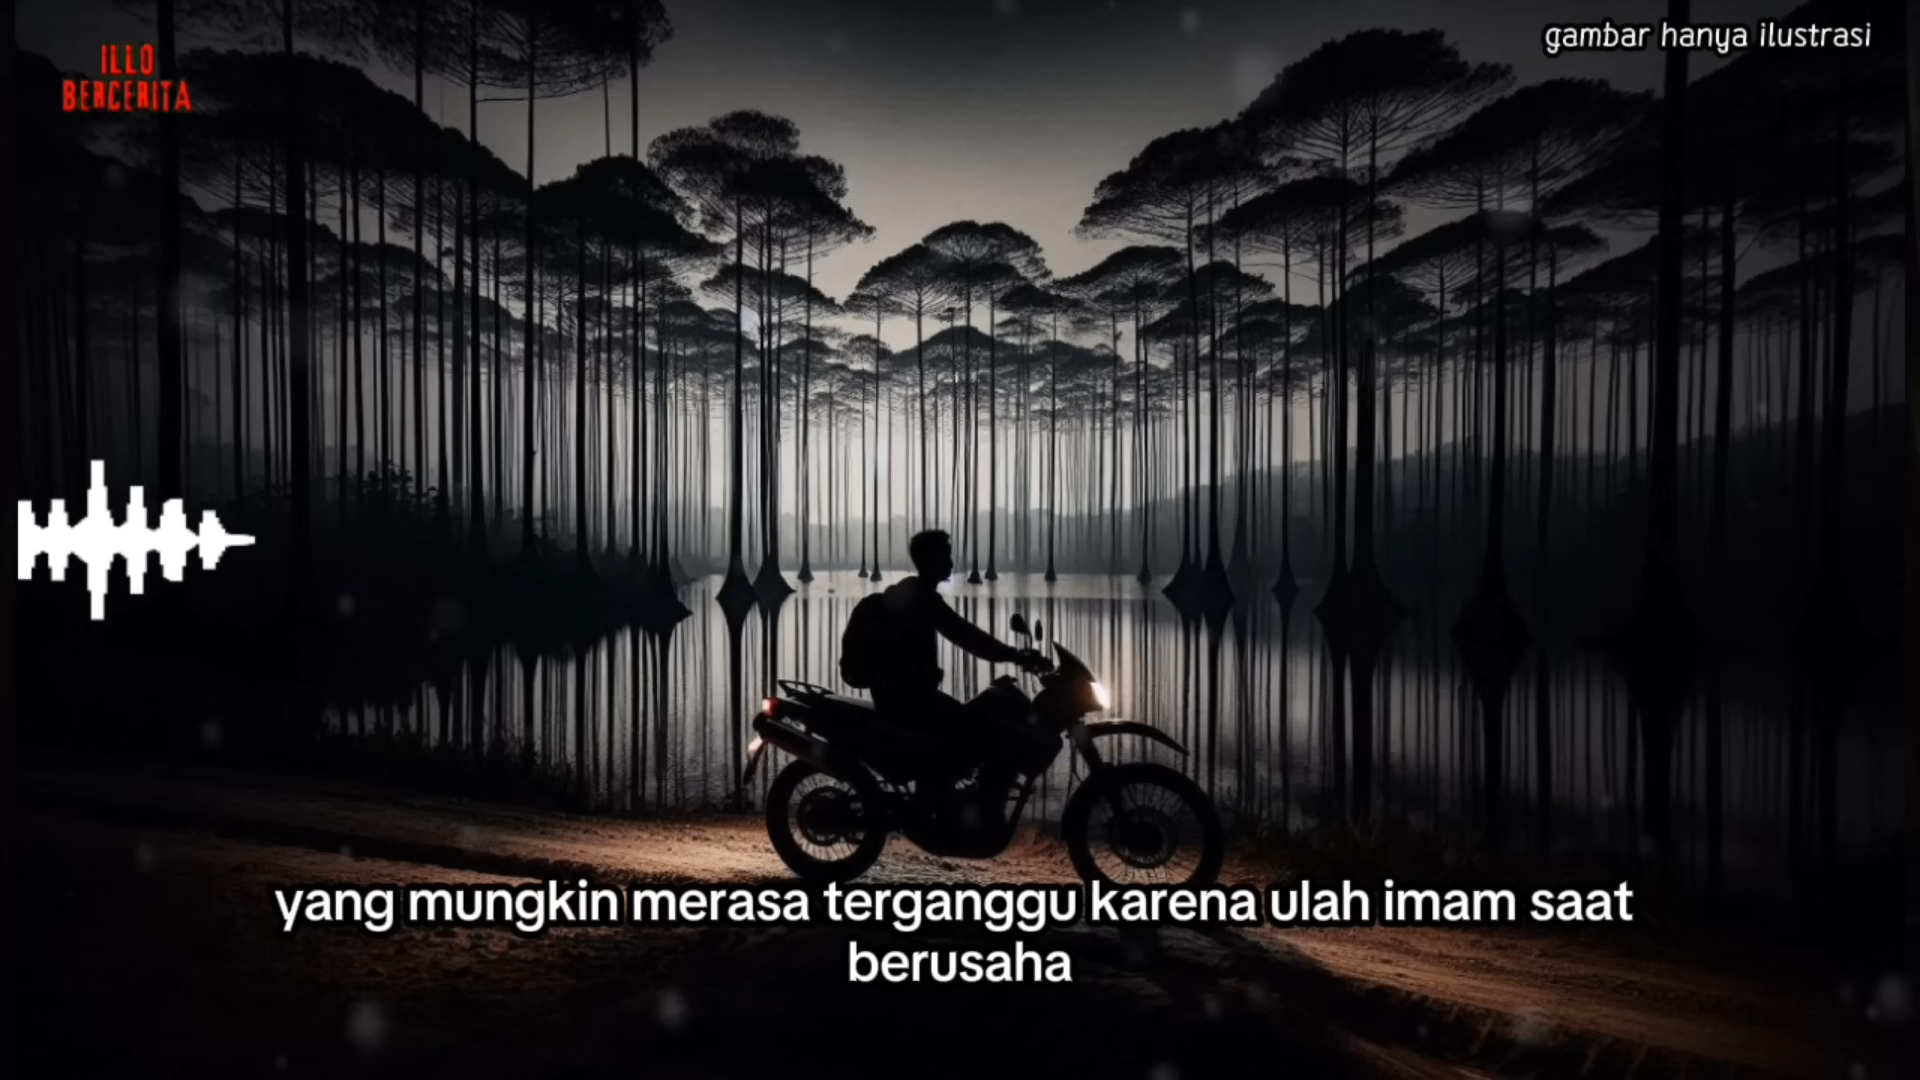 ILLO
BERCERITA
gambar hanya ilustrasi
yang mungkin merasa terganggu karena ulah imam saat
berusaha